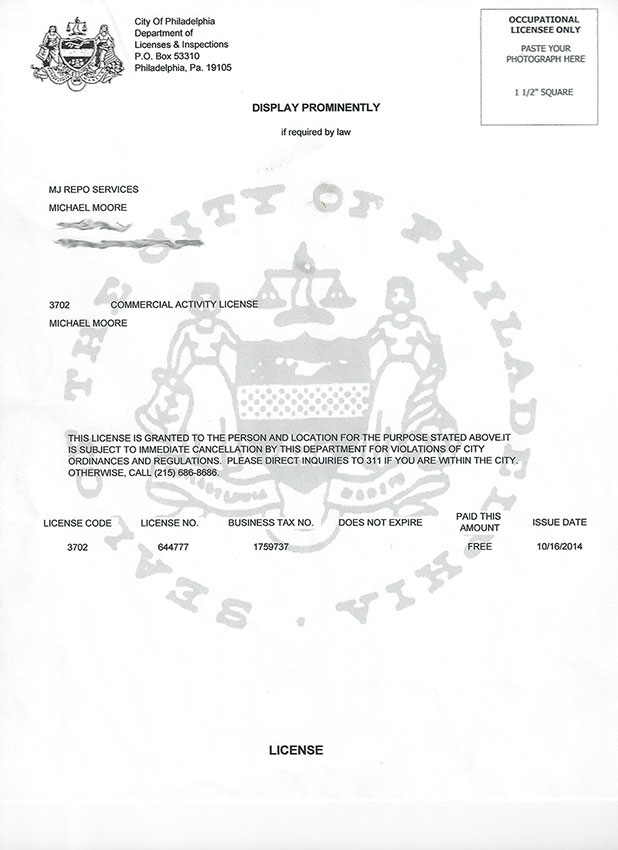 City Of Philadelphia
Department of
Licenses & Inspections
P.O. Box 53310
Philadelphia, Pa. 19105
OCCUPATIONAL
LICENSEE ONLY
PASTE YOUR
PHOTOGRAPH HERE
1 1/2" SQUARE
DISPLAY PROMINENTLY
if required by law
MJ REPO SERVICES
MICHAEL MOORE
3702 COMMERCIAL ACTIVITY LICENSE
MICHAEL MOORE
THIS LICENSE IS GRANTED TO THE PERSON AND LOCATION FOR THE PURPOSE STATED ABOVE.IT
IS SUBJECT TO IMMEDIATE CANCELLATION BY THIS DEPARTMENT FOR VIOLATIONS OF CITY
ORDINANCES AND REGULATIONS. PLEASE DIRECT INQUIRIES TO 311 IF YOU ARE WITHIN THE CITY.
OTHERWISE, CALL (215) 686-8686.
LICENSE CODE LICENSE NO. BUSINESS TAX NO. DOES NOT EXPIRE PAID THIS AMOUNT ISSUE DATE
3702 644777 1759737 FREE 10/16/2014
LICENSE
SEAL OF THE CITY OF PHILADELPHIA